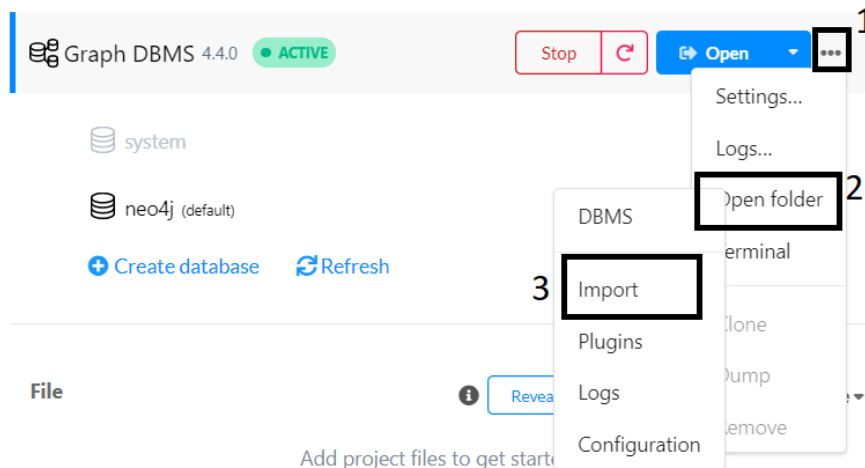 1
Graph DBMS 4.4.0 ACTIVE Stop Open
Settings...
system
Logs...
Open folder 2
neo4j (default)
DBMS
Terminal
Create database Refresh
3 Import
Clone
Plugins
Dump
File Revea
Logs
Remove
Configuration
Add project files to get starte